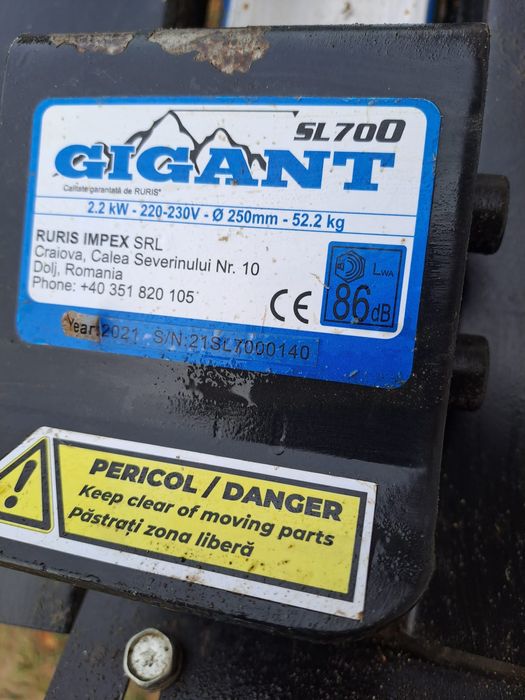 SL700
GIGANT
Calitate garantată de RURIS*
2.2 kW - 220-230V - Ø 250mm - 52.2 kg
RURIS IMPEX SRL
Craiova, Calea Severinului Nr. 10
Dolj, Romania
Phone: +40 351 820 105
CE
LWA
86dB
Year:2021 S/N:21SL7000140
PERICOL / DANGER
Keep clear of moving parts
păstrați zona liberă